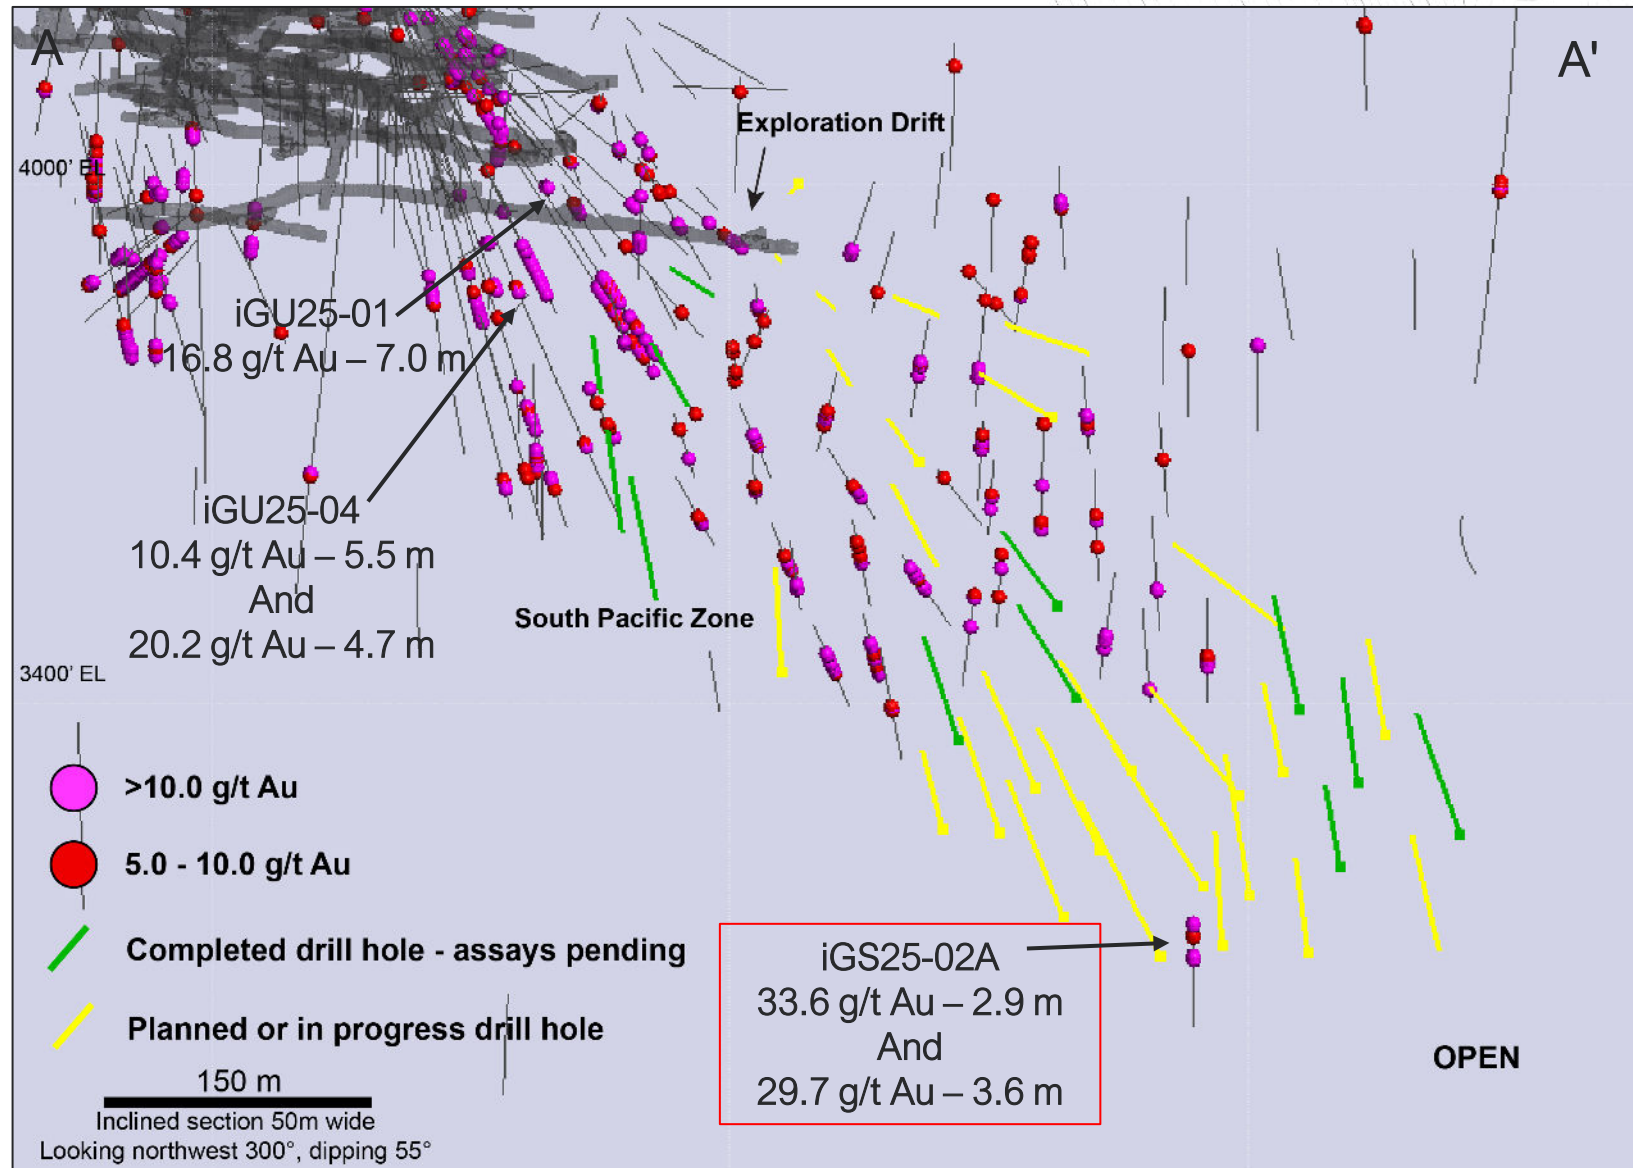 A
A'
Exploration Drift
4000' EL
iGU25-01
16.8 g/t Au – 7.0 m
iGU25-04
10.4 g/t Au – 5.5 m
And
20.2 g/t Au – 4.7 m
South Pacific Zone
3400' EL
>10.0 g/t Au
5.0 - 10.0 g/t Au
Completed drill hole - assays pending
Planned or in progress drill hole
150 m
Inclined section 50m wide
Looking northwest 300°, dipping 55°
iGS25-02A
33.6 g/t Au – 2.9 m
And
29.7 g/t Au – 3.6 m
OPEN